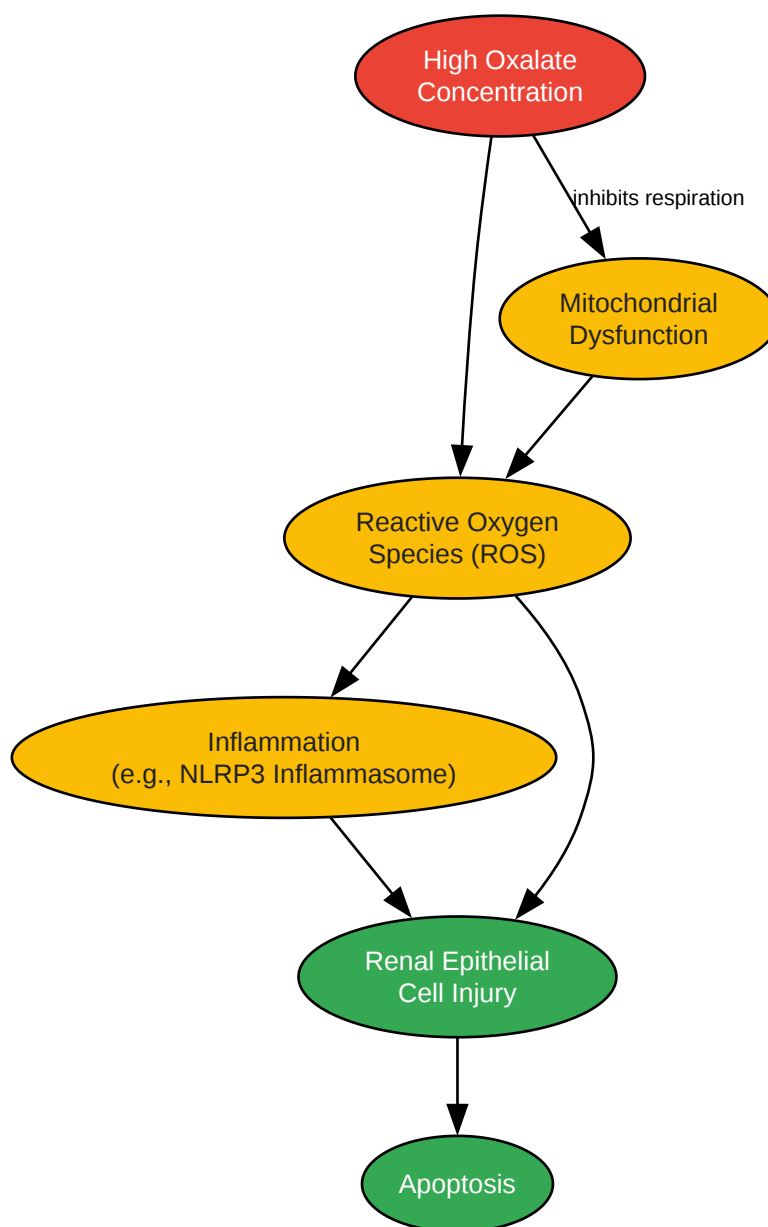 High Oxalate
Concentration
inhibits respiration
Mitochondrial
Dysfunction
Reactive Oxygen
Species (ROS)
Inflammation
(e.g., NLRP3 Inflammasome)
Renal Epithelial
Cell Injury
Apoptosis